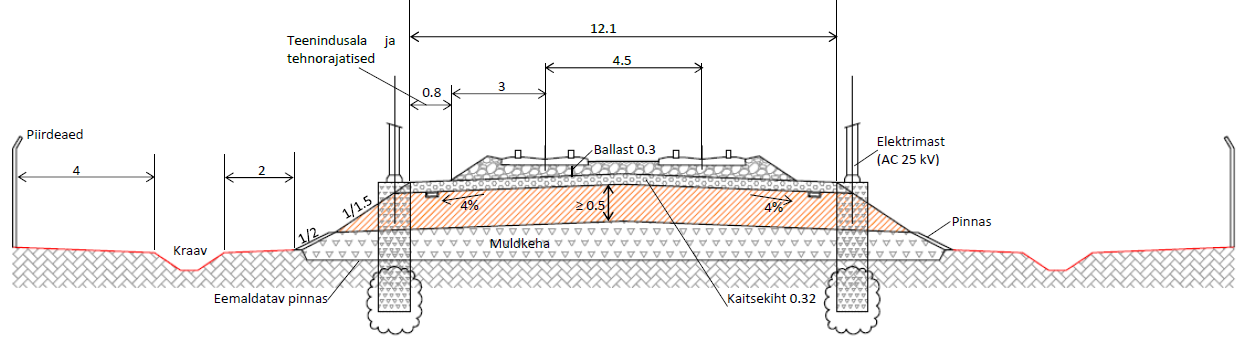 12.1
Teenindusala ja
tehnorajatised
4.5
3
0.8
Piirdeaed
Ballast 0.3
Elektrimast
(AC 25 kV)
4
2
1/1.5
4%
≥ 0.5
4%
Pinnas
1/2
Kraav
Muldkeha
Eemaldatav pinnas
Kaitsekiht 0.32